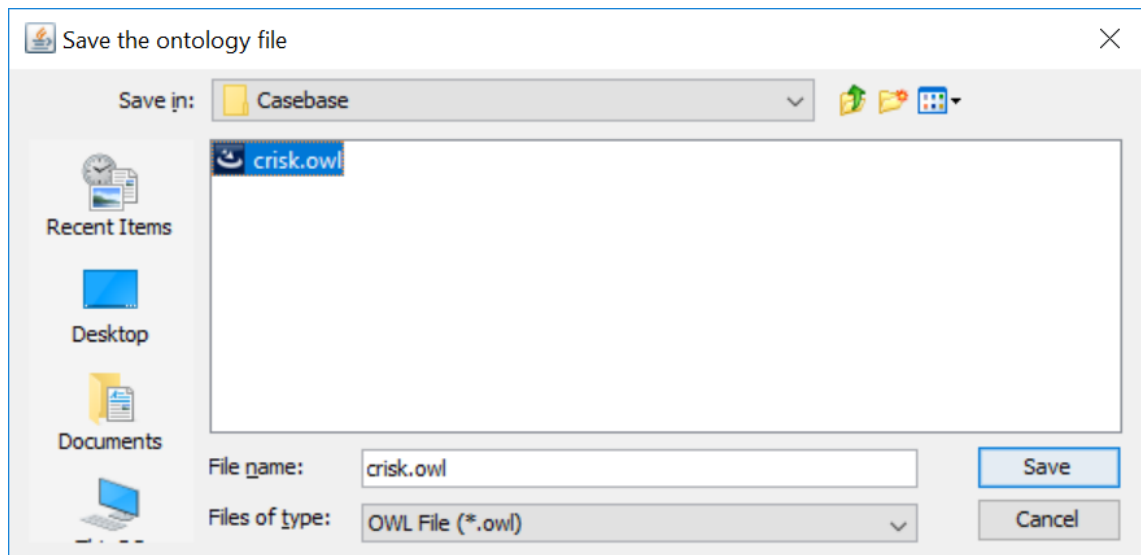 Save the ontology file
Save in:
Casebase
crisk.owl
Recent Items
Desktop
Documents
File name:
crisk.owl
Save
Files of type:
OWL File (*.owl)
Cancel